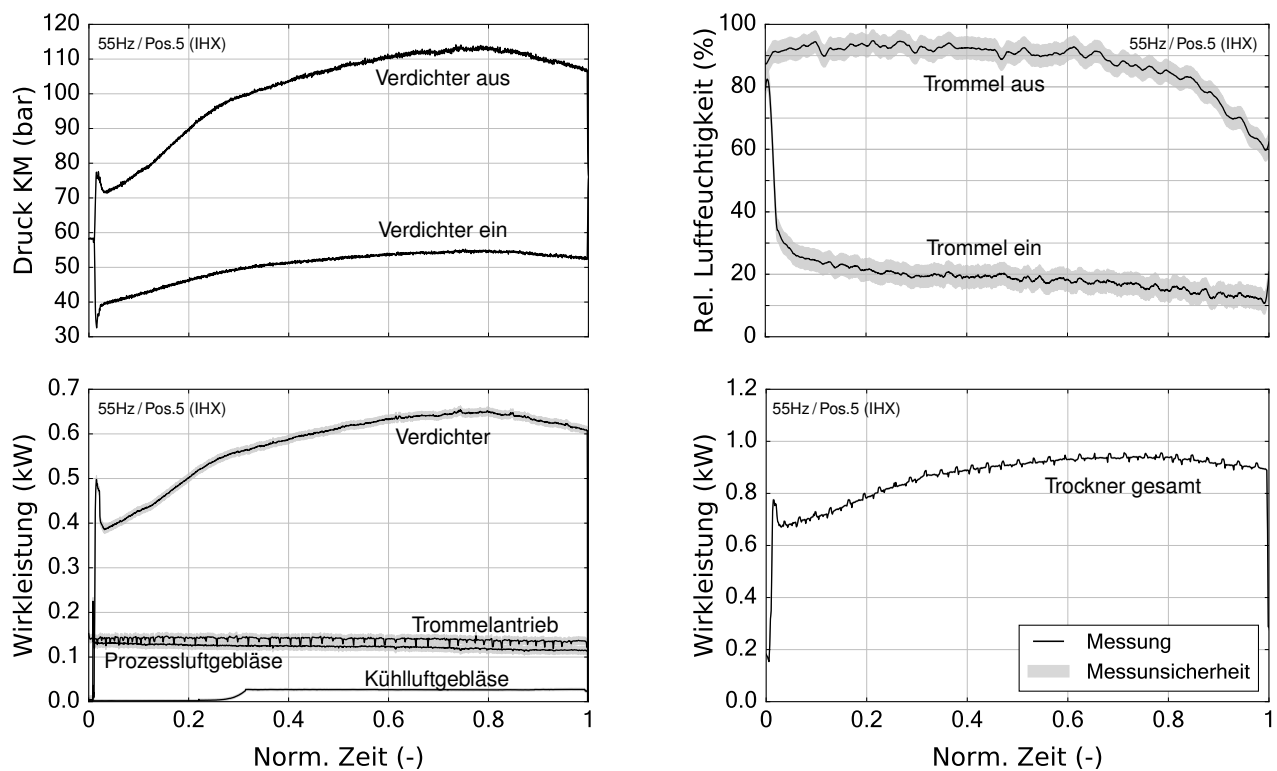 120
110
100
90
80
70
60
50
40
30
Druck KM (bar)
55Hz / Pos.5 (IHX)
Verdichter aus
Verdichter ein
100
80
60
40
20
0
Rel. Luftfeuchtigkeit (%)
55Hz / Pos.5 (IHX)
Trommel aus
Trommel ein
0.7
0.6
0.5
0.4
0.3
0.2
0.1
0.0
Wirkleistung (kW)
55Hz / Pos.5 (IHX)
Verdichter
Trommelantrieb
Prozessluftgebläse
Kühlluftgebläse
0 0.2 0.4 0.6 0.8 1
Norm. Zeit (-)
1.2
1.0
0.8
0.6
0.4
0.2
0.0
Wirkleistung (kW)
55Hz / Pos.5 (IHX)
Trockner gesamt
Messung
Messunsicherheit
0 0.2 0.4 0.6 0.8 1
Norm. Zeit (-)